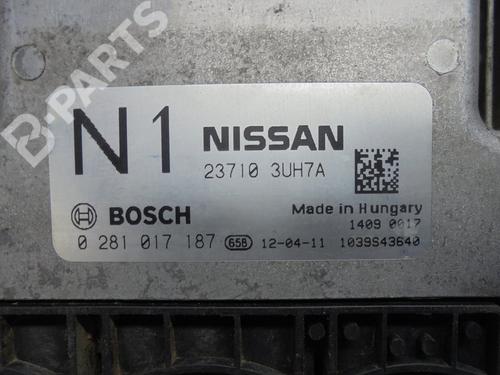 B-PARTS
N1
NISSAN
23710 3UH7A
BOSCH
Made in Hungary
1409 0017
0 281 017 187 65B 12-04-11 1039S43640